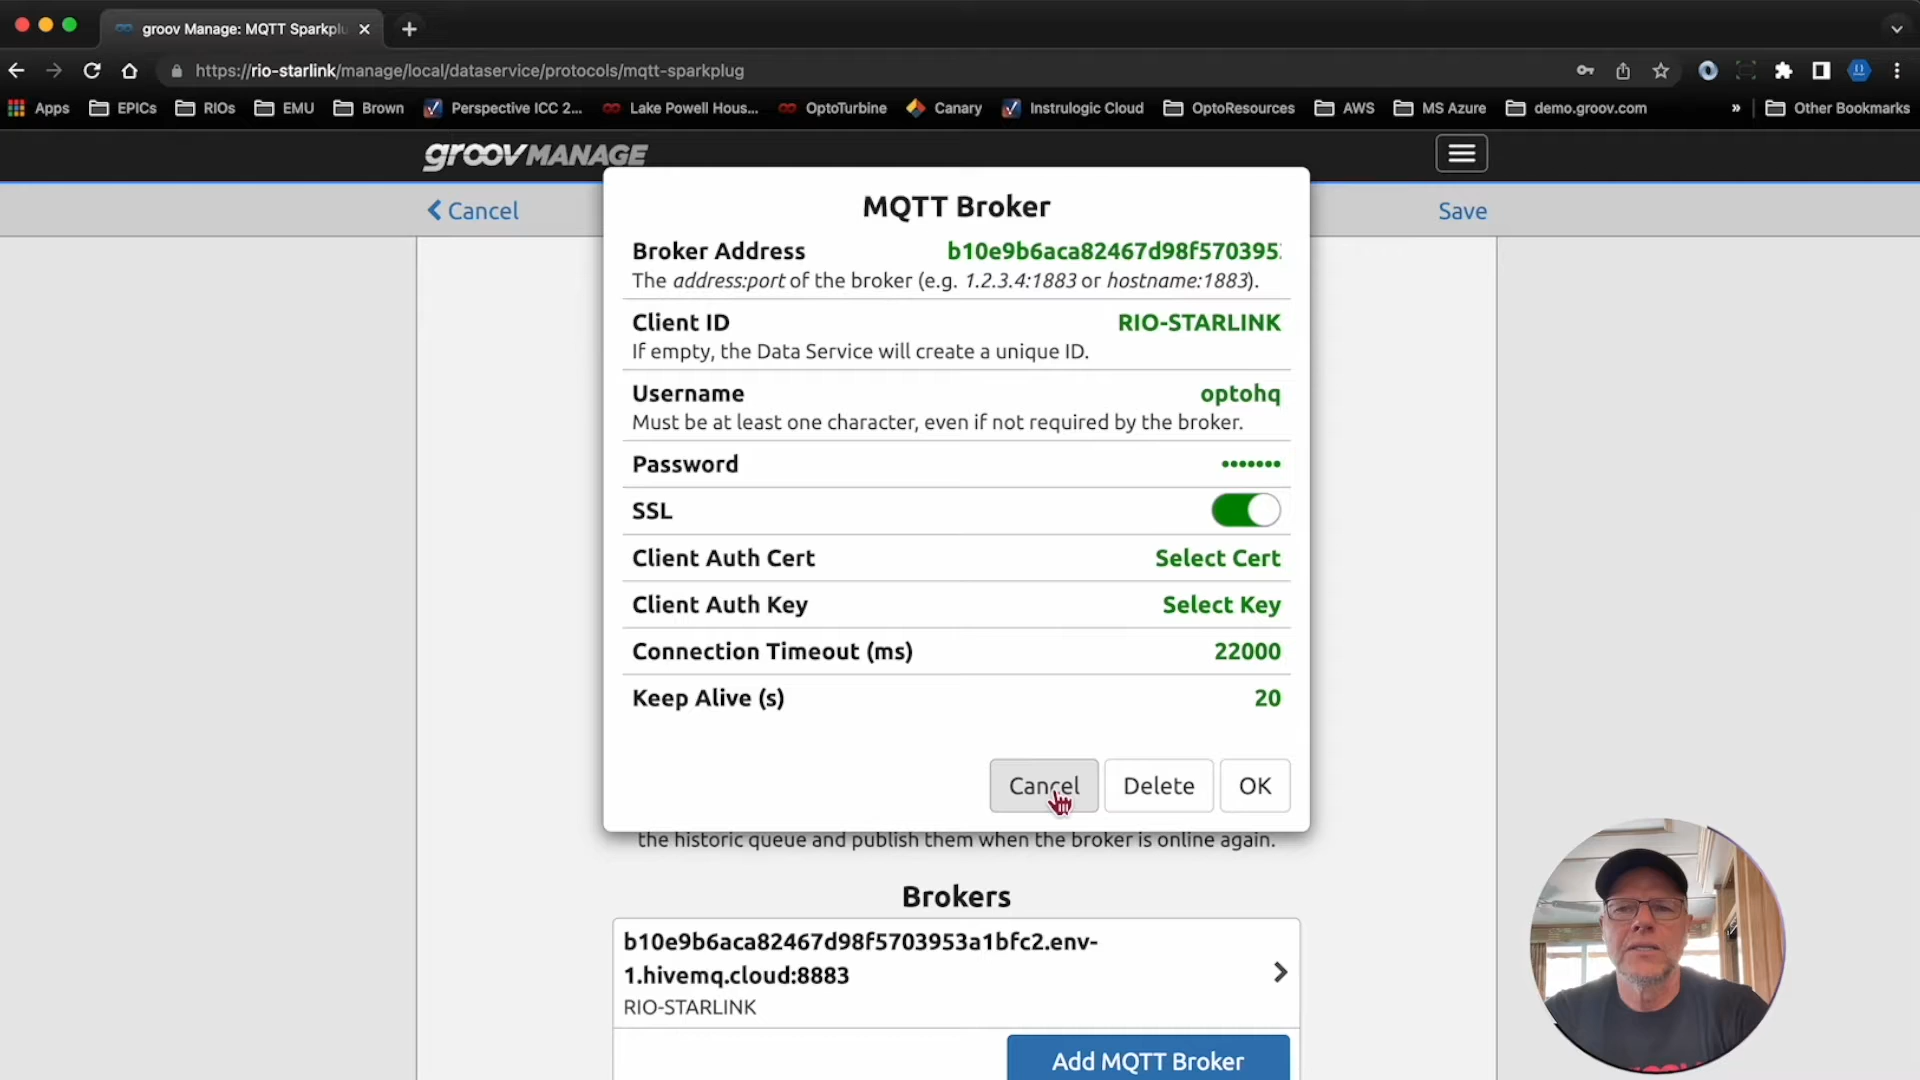 groov Manage: MQTT Sparkplu
https://rio-starlink/manage/local/dataservice/protocols/mqtt-sparkplug
Apps EPICs RIOs EMU Brown Perspective ICC 2... Lake Powell Hous... OptoTurbine Canary Instrulogic Cloud OptoResources AWS MS Azure demo.groov.com » Other Bookmarks
groov MANAGE
Cancel Save
MQTT Broker
Broker Address b10e9b6aca82467d98f570395
The address:port of the broker (e.g. 1.2.3.4:1883 or hostname:1883).
Client ID RIO-STARLINK
If empty, the Data Service will create a unique ID.
Username optohq
Must be at least one character, even if not required by the broker.
Password •••••••
SSL
Client Auth Cert Select Cert
Client Auth Key Select Key
Connection Timeout (ms) 22000
Keep Alive (s) 20
Cancel Delete OK
the historic queue and publish them when the broker is online again.
Brokers
b10e9b6aca82467d98f5703953a1bfc2.env-
1.hivemq.cloud:8883
RIO-STARLINK
Add MQTT Broker